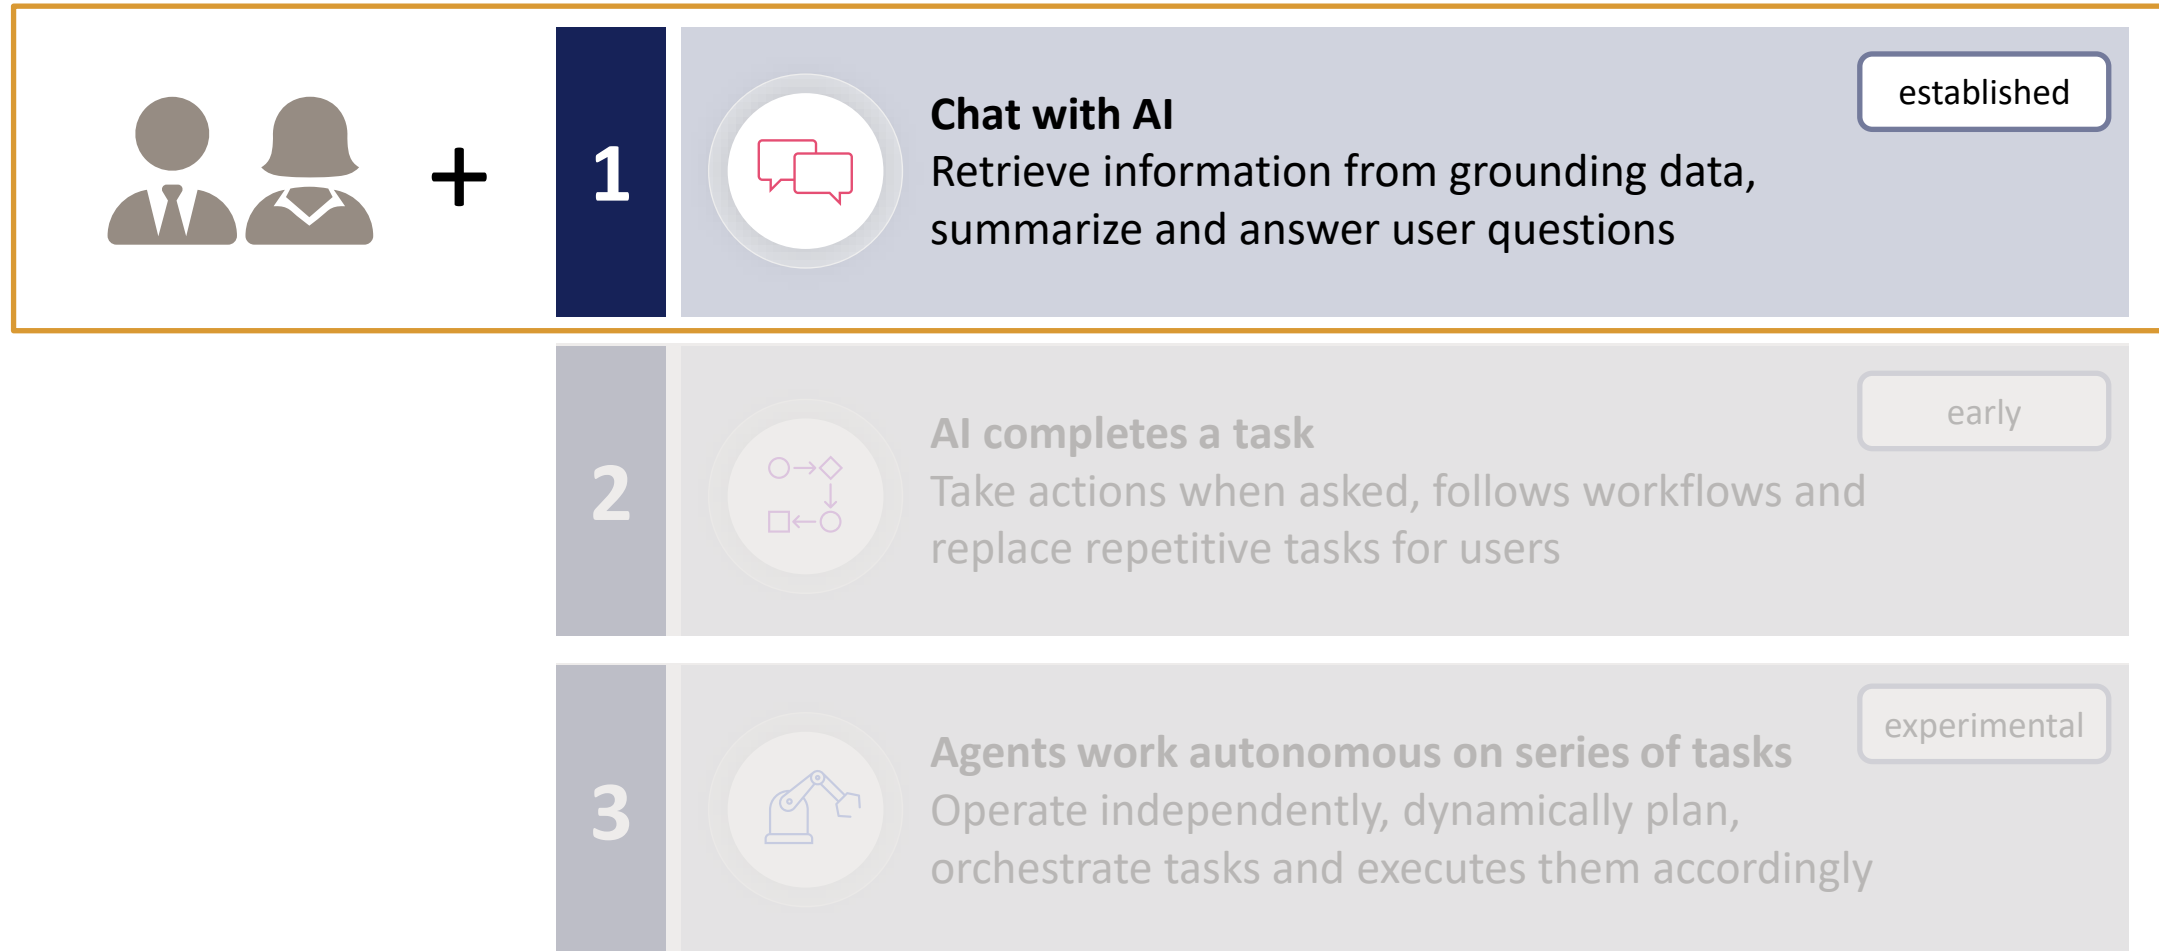 +
1
Chat with AI
established
Retrieve information from grounding data,
summarize and answer user questions
2
AI completes a task
early
Take actions when asked, follows workflows and
replace repetitive tasks for users
3
Agents work autonomous on series of tasks
experimental
Operate independently, dynamically plan,
orchestrate tasks and executes them accordingly